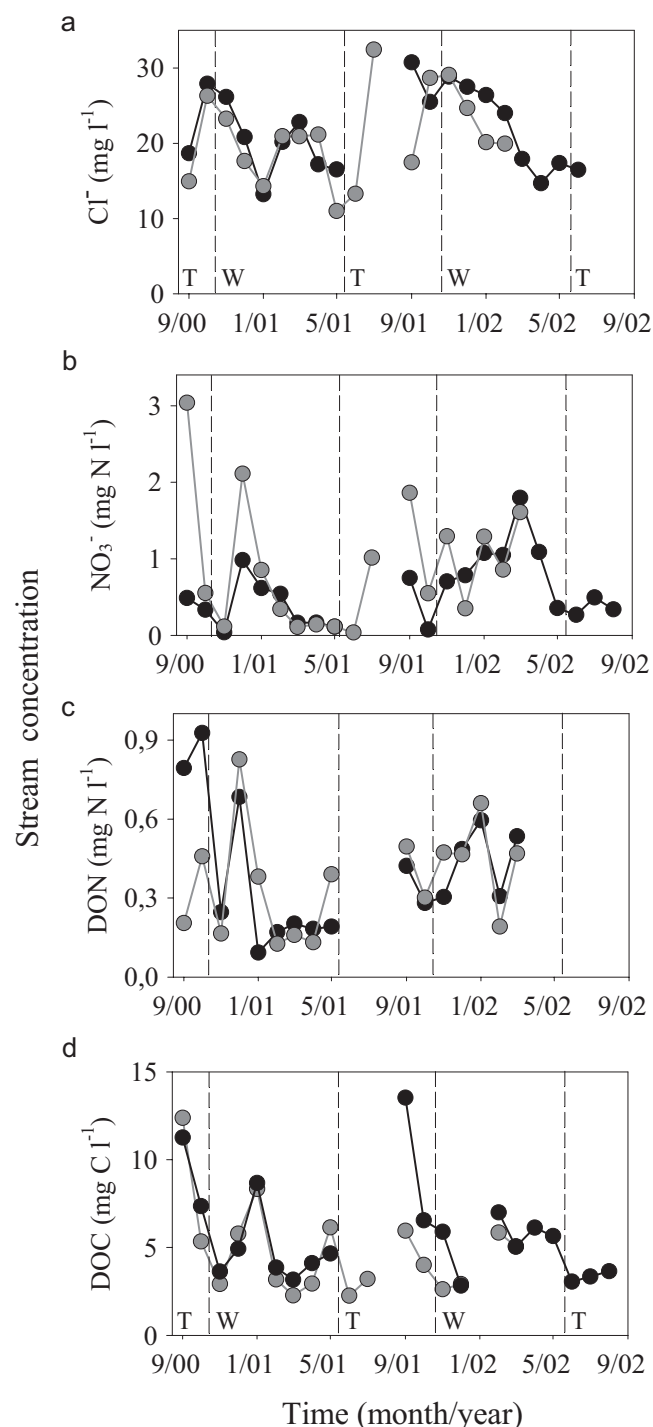 a
30
20
10
0
Cl⁻ (mg l⁻¹)
T W T W T
9/00 1/01 5/01 9/01 1/02 5/02 9/02
b
3
2
1
0
NO₃⁻ (mg N l⁻¹)
9/00 1/01 5/01 9/01 1/02 5/02 9/02
Stream concentration
c
0,9
0,6
0,3
0,0
DON (mg N l⁻¹)
9/00 1/01 5/01 9/01 1/02 5/02 9/02
d
15
10
5
0
DOC (mg C l⁻¹)
T W T W T
9/00 1/01 5/01 9/01 1/02 5/02 9/02
Time (month/year)